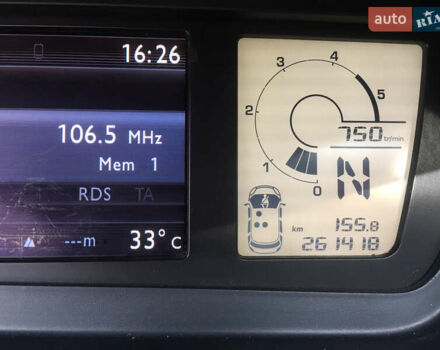 auto RIA
16:26
106.5 MHz
Mem 1
RDS TA
---m 33° C
0 1 2 3 4 5
750 tr/min
N
155.8
km
261418